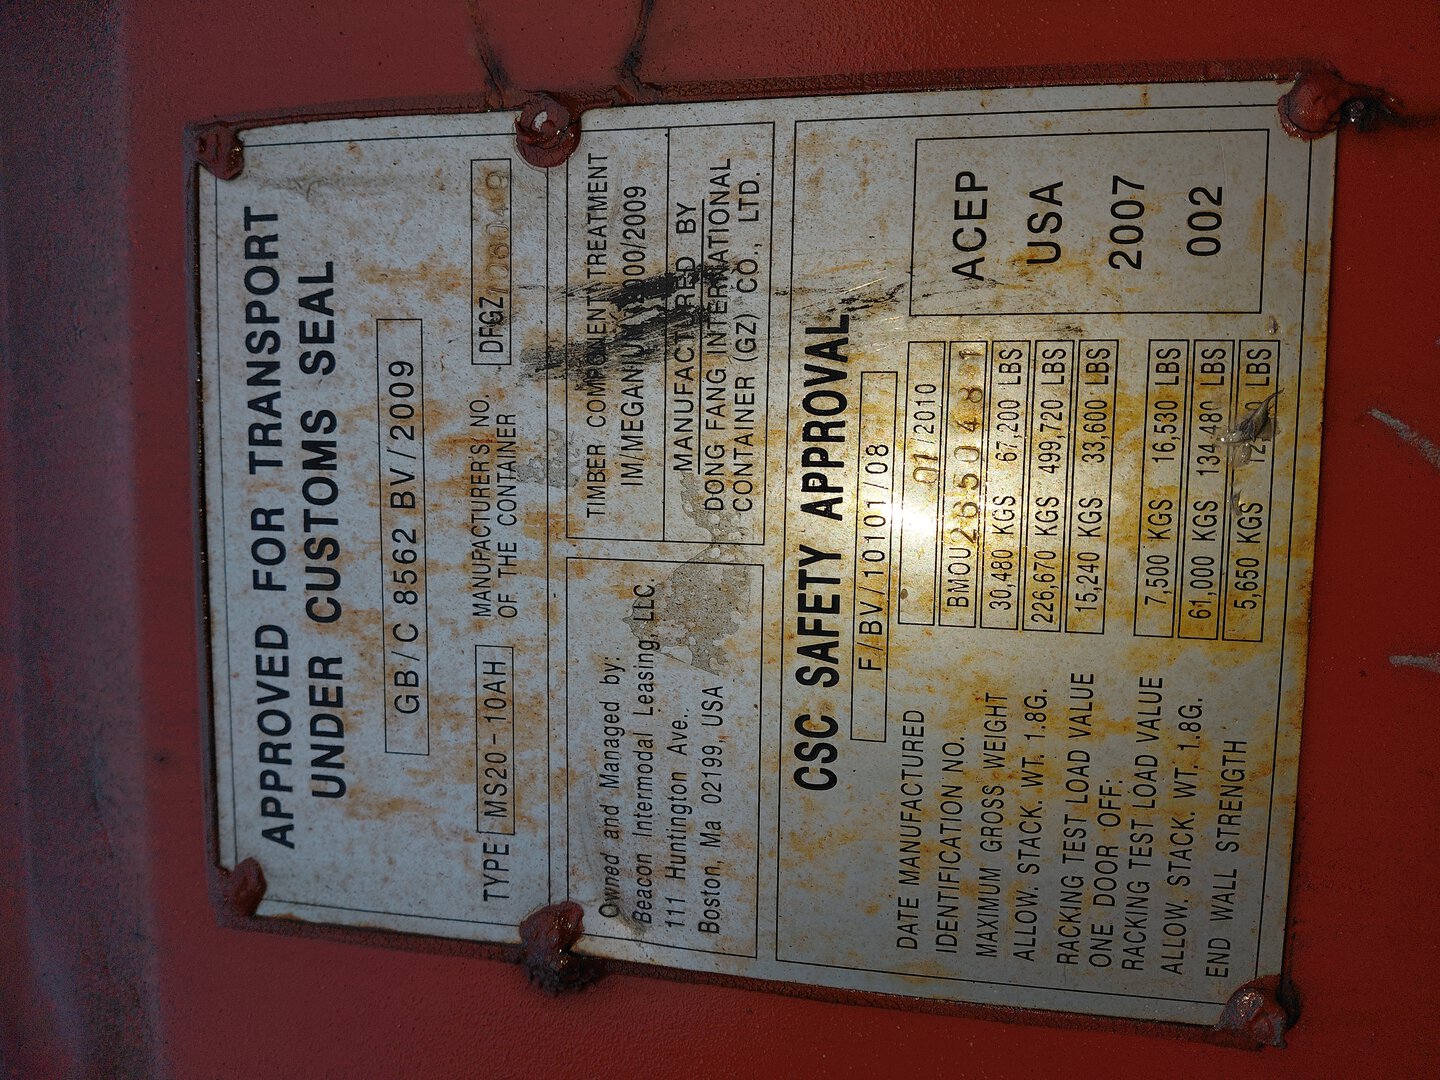 APPROVED FOR TRANSPORT
UNDER CUSTOMS SEAL
GB/C 8562 BV/2009
TYPE MS20-10AH MANUFACTURER'S. NO.
OF THE CONTAINER DFGZ/
Owned and Managed by:
Beacon Intermodal Leasing, LLC.
111 Huntington Ave..
Boston, Ma 02199, USA
TIMBER COMPONENT TREATMENT
IM/MEGANIUM /2009
MANUFACTURED BY
DONG FANG INTERNATIONAL
CONTAINER (GZ) CO., LTD.
CSC SAFETY APPROVAL
F/BV/10101/08
DATE MANUFACTURED 01/2010
IDENTIFICATION NO. BMOU
MAXIMUM GROSS WEIGHT 30,480 KGS 67,200 LBS
ALLOW. STACK. WT. 1.8G. 226,670 KGS 499,720 LBS
RACKING TEST LOAD VALUE 15,240 KGS 33,600 LBS
ONE DOOR OFF:
RACKING TEST LOAD VALUE 7,500 KGS 16,530 LBS
ALLOW. STACK. WT. 1.8G. 61,000 KGS 134,480 LBS
END WALL STRENGTH 5,650 KGS LBS
ACEP
USA
2007
002